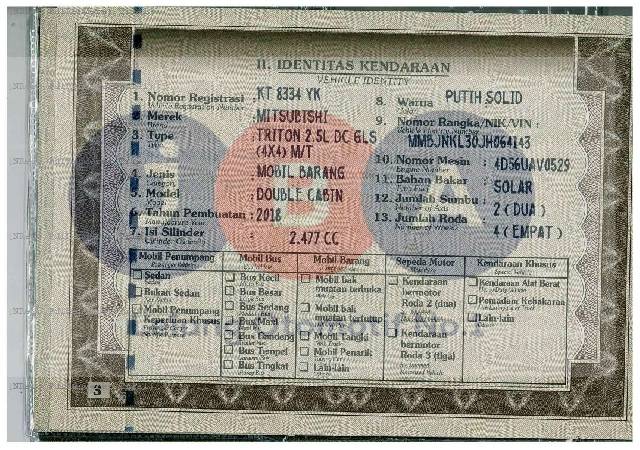 II. IDENTITAS KENDARAAN
VEHICLE IDENTITY
1. Nomor Registrasi : KT 8334 YK
2. Merek : MITSUBISHI
3. Type : TRITON 2.5L DC GLS
(4X4) M/T
4. Jenis : MOBIL BARANG
5. Model : DOUBLE CABIN
6. Tahun Pembuatan : 2018
7. Isi Silinder : 2.477 CC
8. Warna : PUTIH SOLID
9. Nomor Rangka/NIK/VIN :
MMBJNKL30JH064143
10. Nomor Mesin : 4D56UAV0529
Engine Number
11. Bahan Bakar : SOLAR
12. Jumlah Sumbu : 2 (DUA)
Number of Axis
13. Jumlah Roda : 4 (EMPAT)
Mobil Penumpang
Sedan
Bukan Sedan
Mobil Penumpang
Keperluan Khusus
Mobil Bus
Bus Kecil
Bus Besar
Bus Sedang
Bus Maxi
Bus Gandeng
Bus Tempel
Bus Tingkat
Mobil Barang
Mobil bak
muatan terbuka
Mobil bak
muatan tertutup
Mobil Tangki
Mobil Penarik
Lain-lain
Sepeda Motor
Kendaraan
bermotor
Roda 2 (dua)
Kendaraan
bermotor
Roda 3 (tiga)
Kendaraan Khusus
Kendaraan Alat Berat
Pemadam Kebakaran
Lain-lain
3